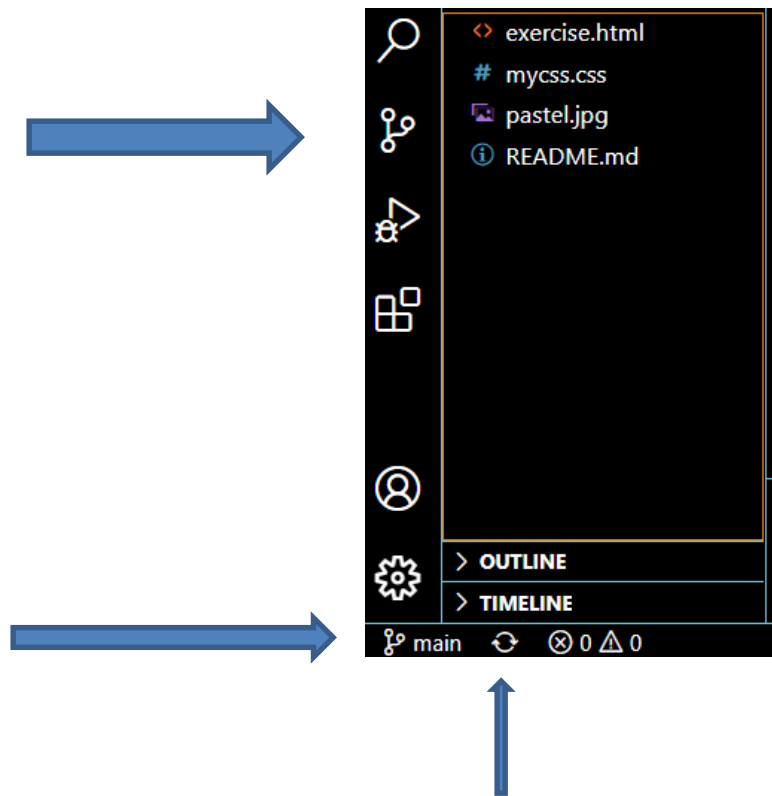 exercise.html
# mycss.css
pastel.jpg
README.md
> OUTLINE
> TIMELINE
main 0 0